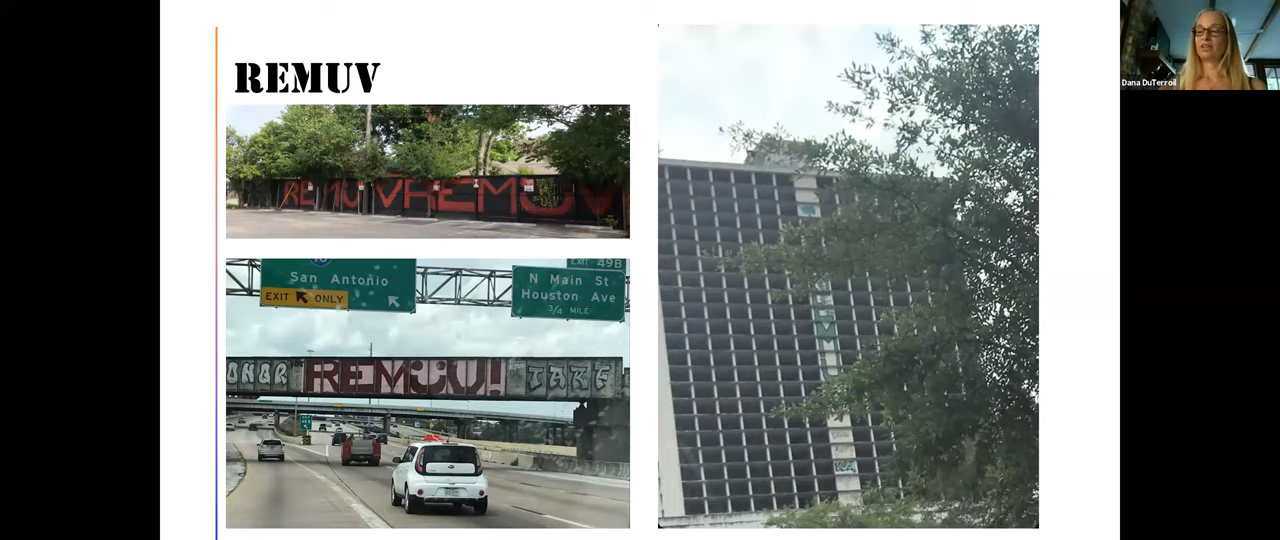 REMUV
REMUV REMUV
San Antonio
EXIT ONLY
EXIT 49B
N Main St
Houston Ave
3/4 MILE
REMUV!
TAKE
Dana DuTerroil